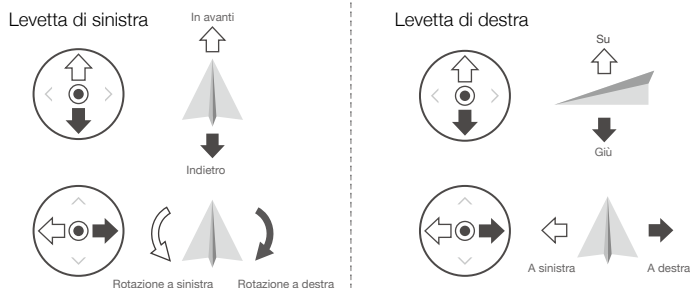 Levetta di sinistra
In avanti
Indietro
Rotazione a sinistra
Rotazione a destra
Levetta di destra
Su
Giù
A sinistra
A destra